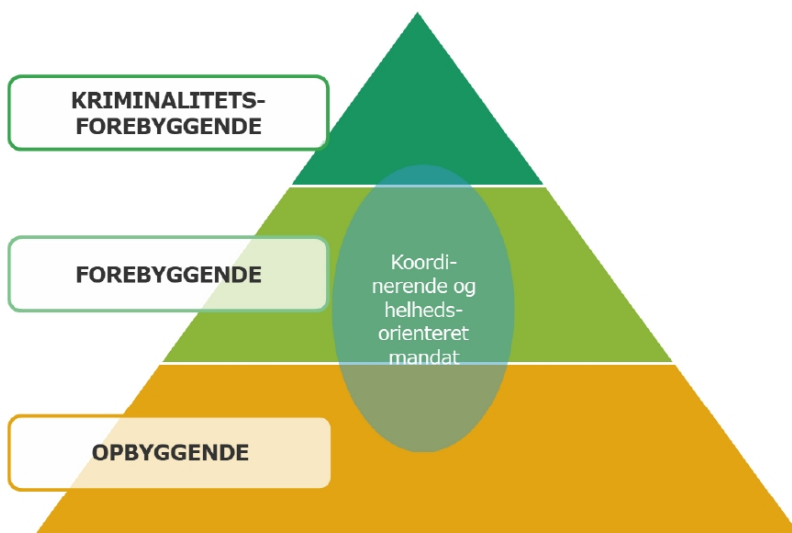 KRIMINALITETS-
FOREBYGGENDE
FOREBYGGENDE
Koordi-
nerende og
helheds-
orienteret
mandat
OPBYGGENDE